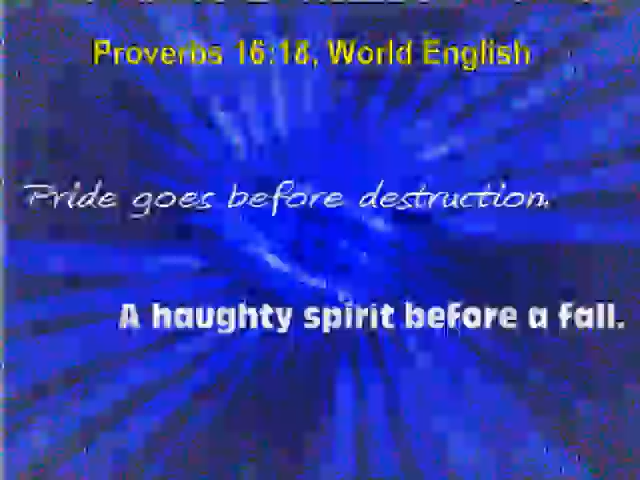 Proverbs 16:18, World English
Pride goes before destruction.
A haughty spirit before a fall.